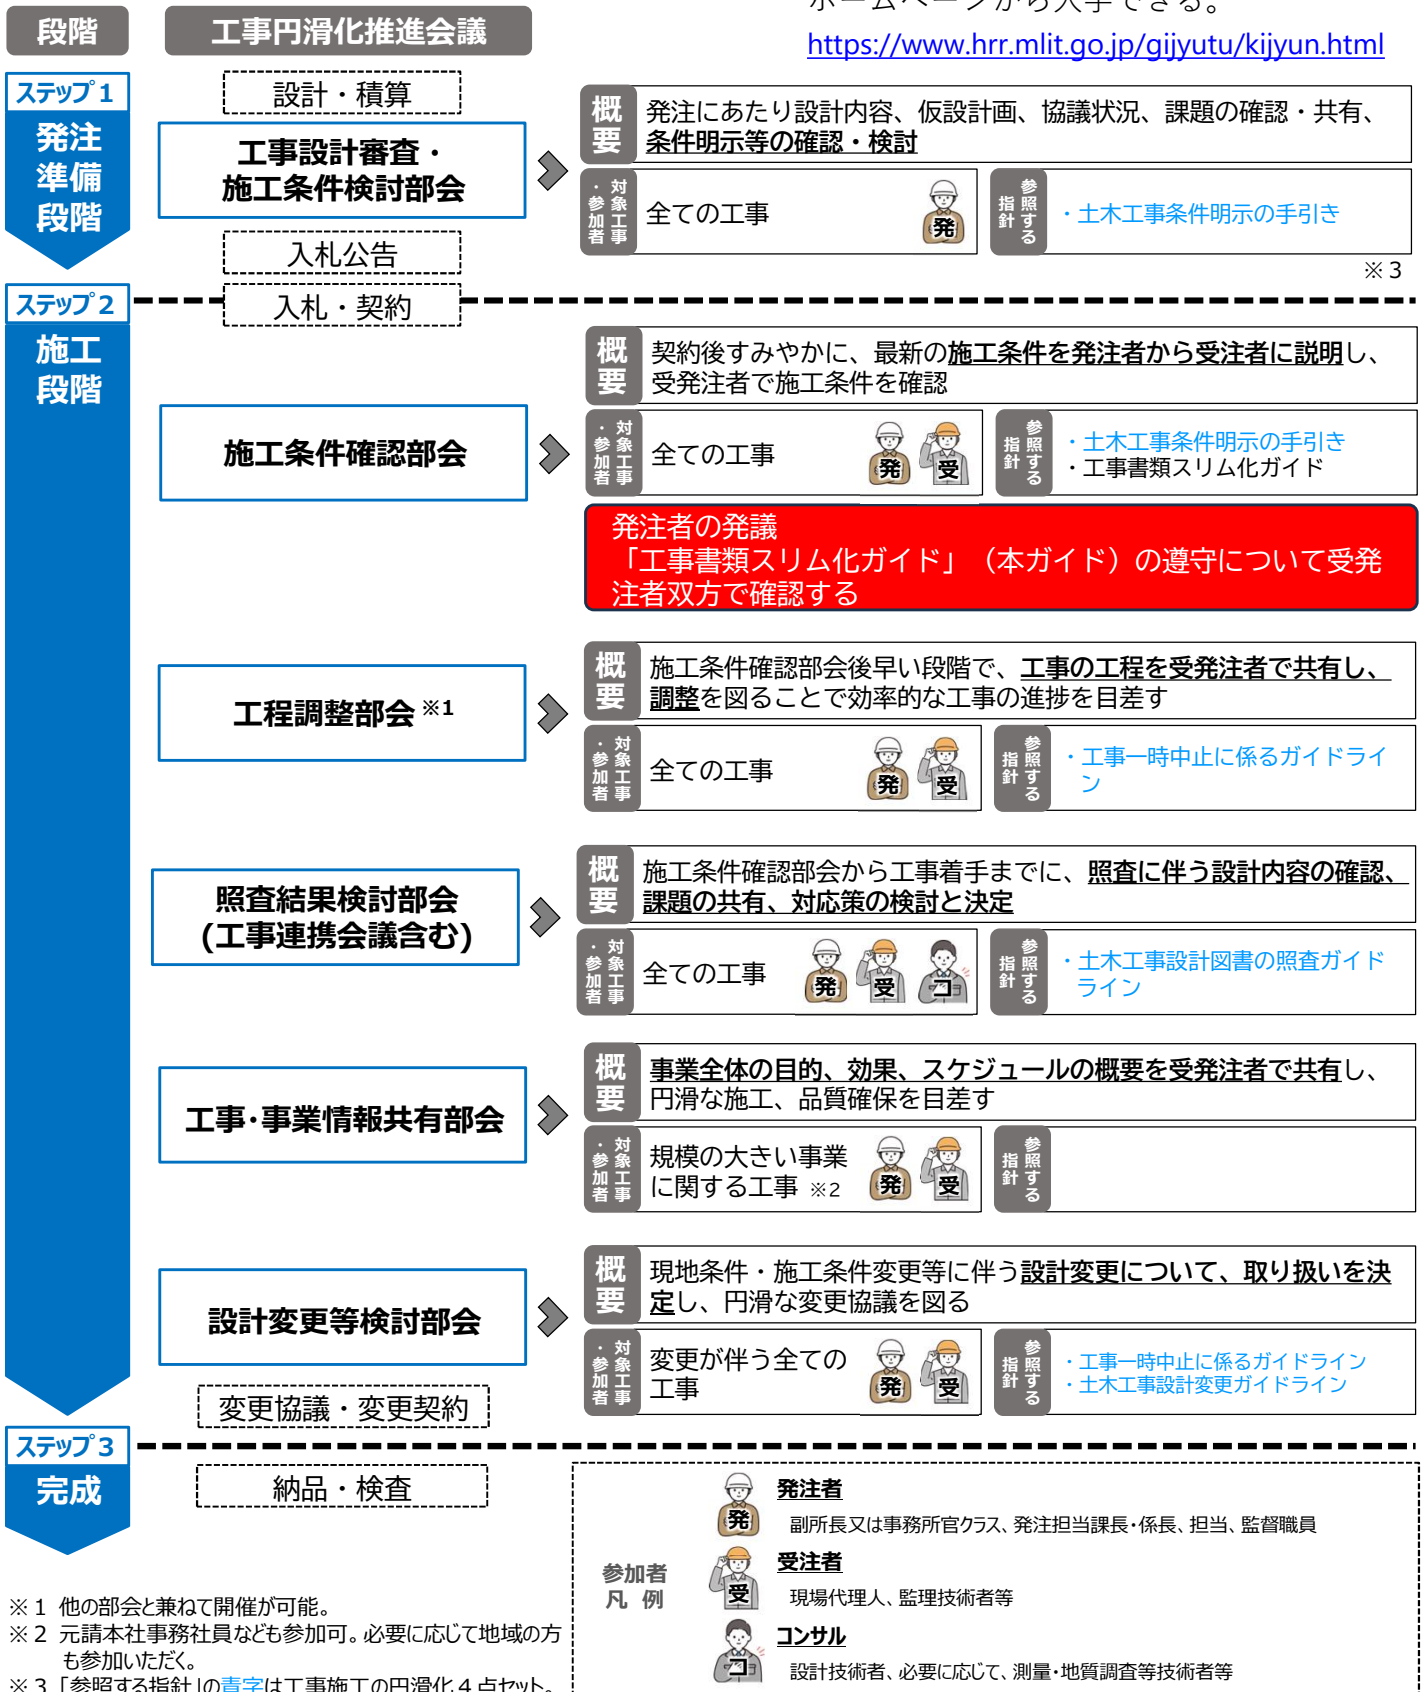 ホームページから入手できる。
https://www.hrr.mlit.go.jp/gijyutu/kijyun.html
段階
工事円滑化推進会議
ステップ1
発注
準備
段階
設計・積算
工事設計審査・
施工条件検討部会
概要
発注にあたり設計内容、仮設計画、協議状況、課題の確認・共有、
条件明示等の確認・検討
対象工事
・参加者
全ての工事
発
参照する
指針
・土木工事条件明示の手引き
入札公告
※3
ステップ2
入札・契約
施工
段階
施工条件確認部会
概要
契約後すみやかに、最新の施工条件を発注者から受注者に説明し、
受発注者で施工条件を確認
対象工事
・参加者
全ての工事
発
受
参照する
指針
・土木工事条件明示の手引き
・工事書類スリム化ガイド
発注者の発議
「工事書類スリム化ガイド」（本ガイド）の遵守について受発
注者双方で確認する
工程調整部会 ※1
概要
施工条件確認部会後早い段階で、工事の工程を受発注者で共有し、
調整を図ることで効率的な工事の進捗を目差す
対象工事
・参加者
全ての工事
発
受
参照する
指針
・工事一時中止に係るガイドライ
ン
照査結果検討部会
(工事連携会議含む)
概要
施工条件確認部会から工事着手までに、照査に伴う設計内容の確認、
課題の共有、対応策の検討と決定
対象工事
・参加者
全ての工事
発
受
コ
参照する
指針
・土木工事設計図書の照査ガイド
ライン
工事･事業情報共有部会
概要
事業全体の目的、効果、スケジュールの概要を受発注者で共有し、
円滑な施工、品質確保を目差す
対象工事
・参加者
規模の大きい事業
に関する工事 ※2
発
受
参照する
指針
設計変更等検討部会
概要
現地条件・施工条件変更等に伴う設計変更について、取り扱いを決
定し、円滑な変更協議を図る
対象工事
・参加者
変更が伴う全ての
工事
発
受
参照する
指針
・工事一時中止に係るガイドライン
・土木工事設計変更ガイドライン
変更協議・変更契約
ステップ3
完成
納品・検査
参加者
凡 例
発
発注者
副所長又は事務所官クラス、発注担当課長･係長、担当、監督職員
受
受注者
現場代理人、監理技術者等
コ
コンサル
設計技術者、必要に応じて、測量･地質調査等技術者等
※1 他の部会と兼ねて開催が可能。
※2 元請本社事務社員なども参加可。必要に応じて地域の方
も参加いただく。
※3 「参照する指針」の青字は工事施工の円滑化4点セット。